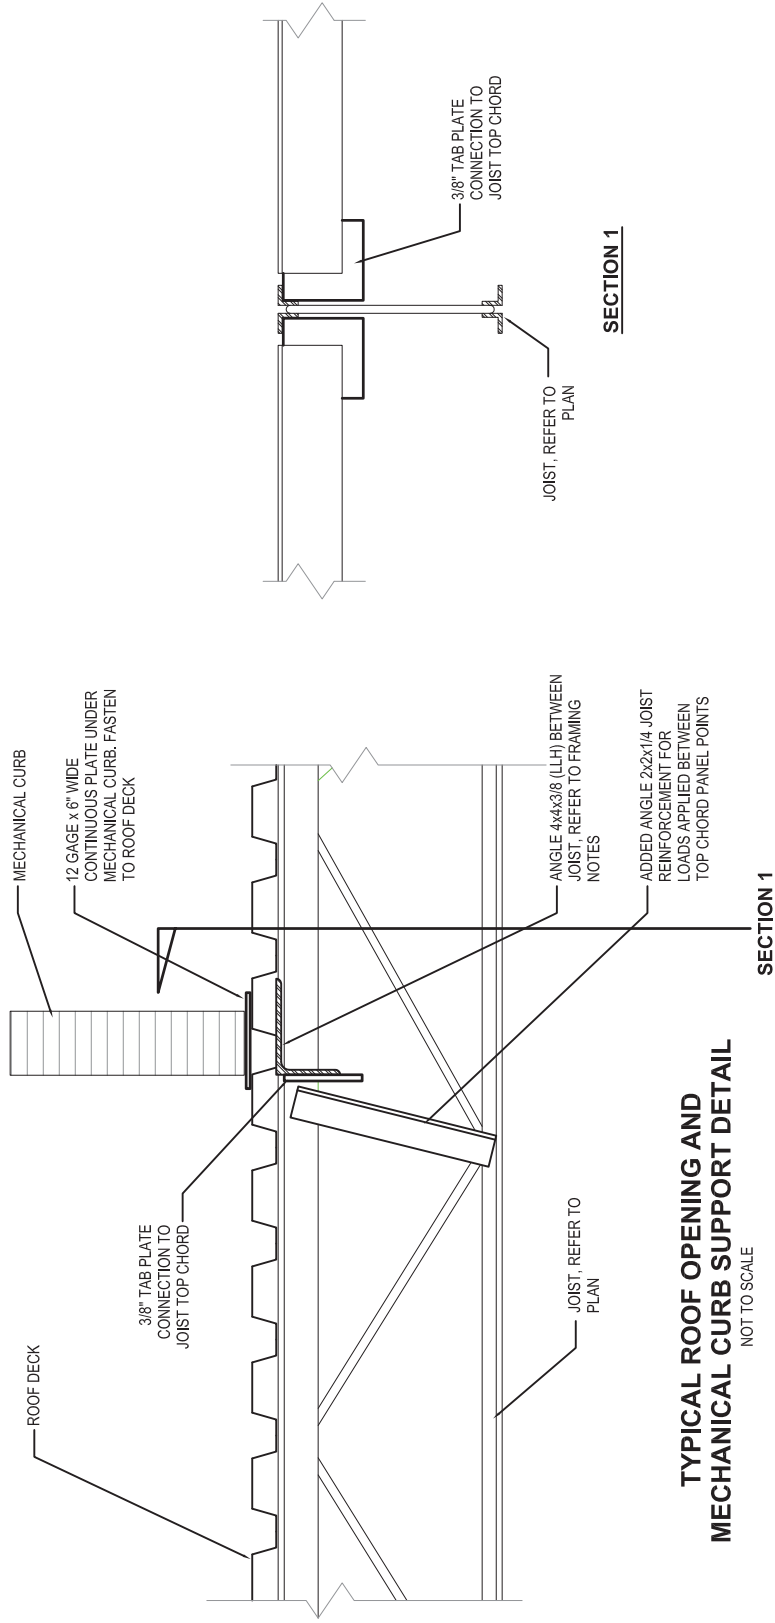 ROOF DECK
3/8" TAB PLATE
CONNECTION TO
JOIST TOP CHORD
MECHANICAL CURB
12 GAGE x 6" WIDE
CONTINUOUS PLATE UNDER
MECHANICAL CURB. FASTEN
TO ROOF DECK
ANGLE 4x4x3/8 (LLH) BETWEEN
JOIST, REFER TO FRAMING
NOTES
ADDED ANGLE 2x2x1/4 JOIST
REINFORCEMENT FOR
LOADS APPLIED BETWEEN
TOP CHORD PANEL POINTS
JOIST, REFER TO
PLAN
SECTION 1
TYPICAL ROOF OPENING AND
MECHANICAL CURB SUPPORT DETAIL
NOT TO SCALE
3/8" TAB PLATE
CONNECTION TO
JOIST TOP CHORD
JOIST, REFER TO
PLAN
SECTION 1